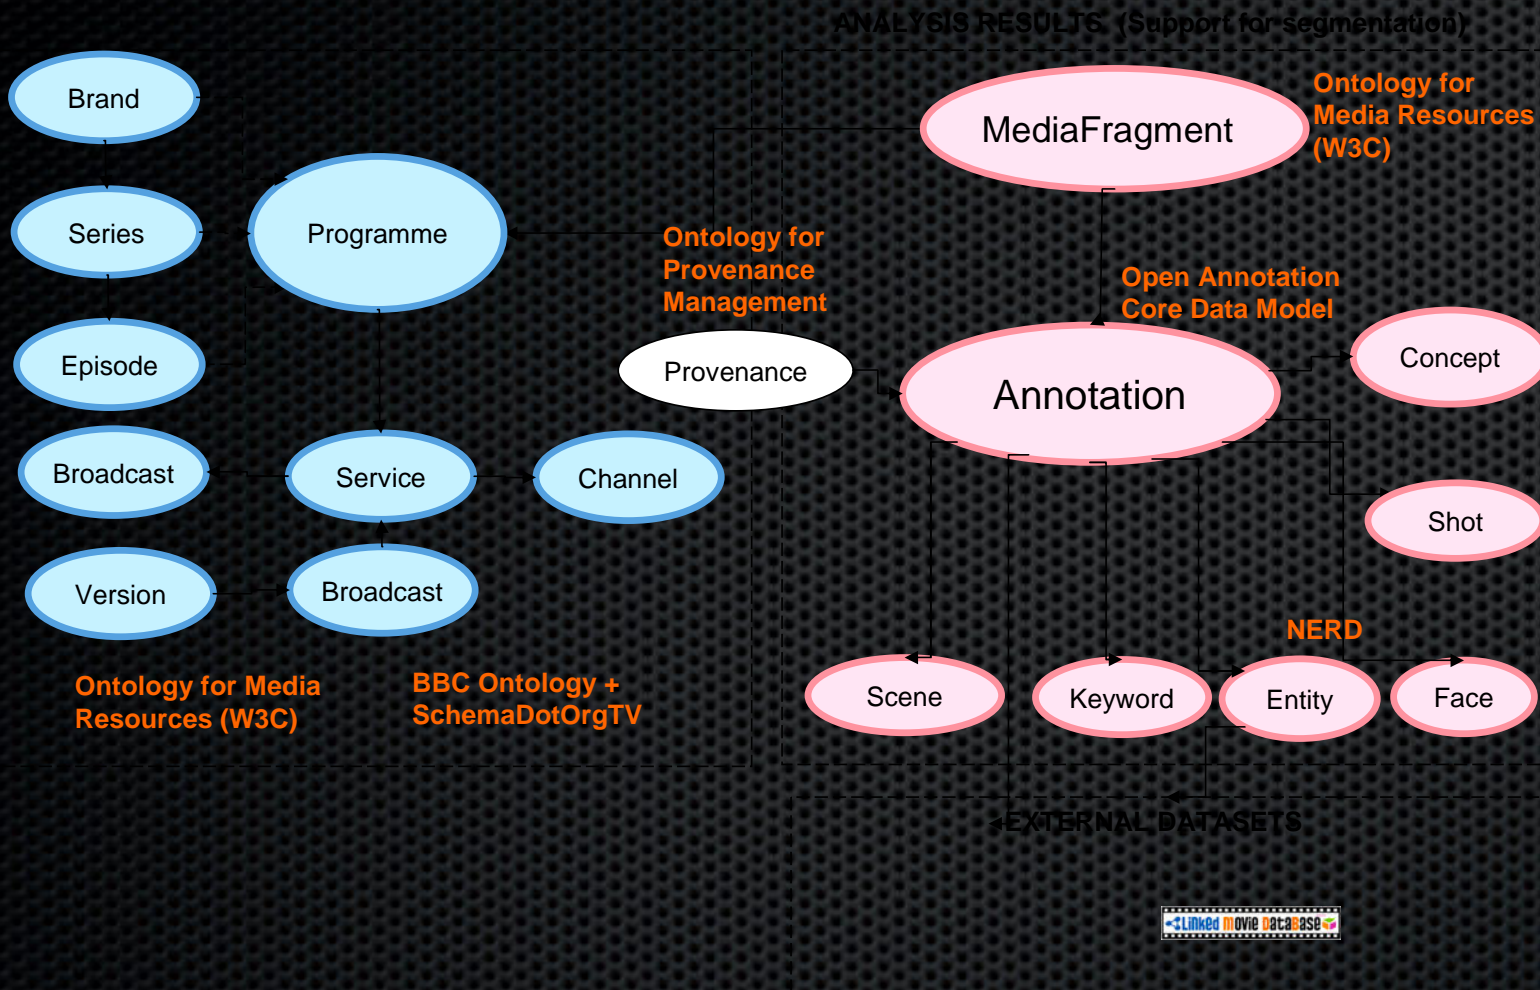 ANALYSIS RESULTS (Support for segmentation)
Brand
MediaFragment
Ontology for
Media Resources
(W3C)
Series
Programme
Ontology for
Provenance
Management
Open Annotation
Core Data Model
Episode
Provenance
Annotation
Concept
Broadcast
Service
Channel
Shot
Version
Broadcast
NERD
Ontology for Media
Resources (W3C)
BBC Ontology +
SchemaDotOrgTV
Scene
Keyword
Entity
Face
EXTERNAL DATASETS
Linked movie DataBase